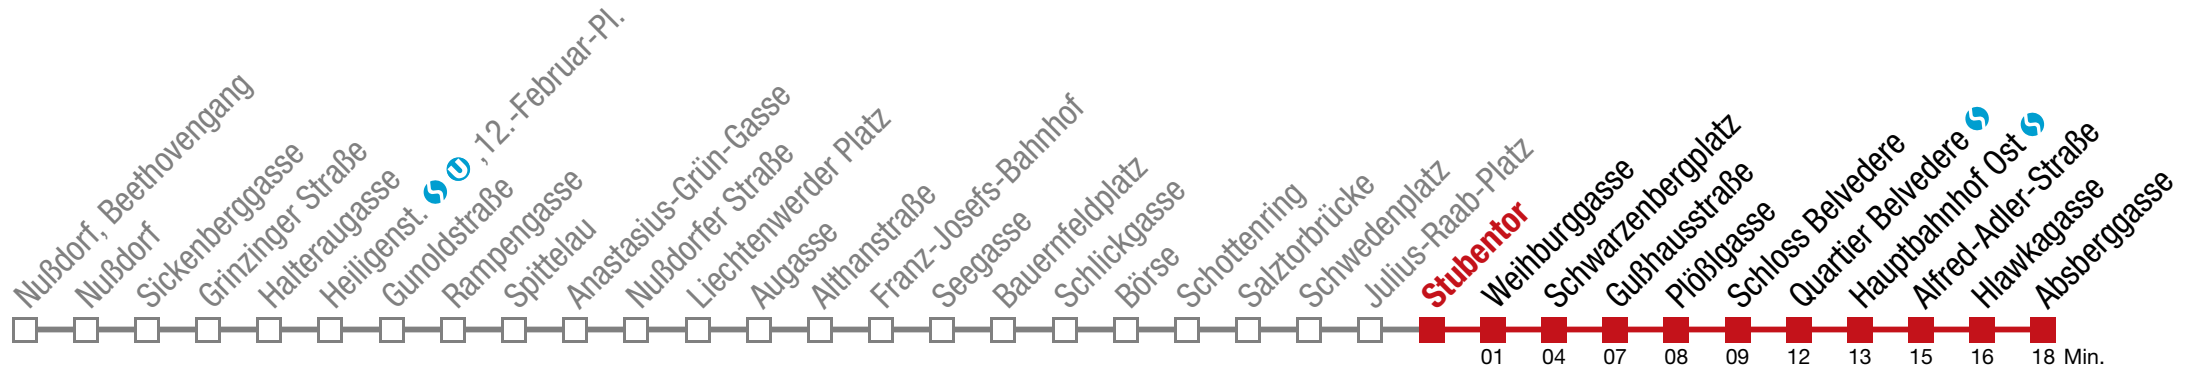 Nußdorf, Beethovengang
Nußdorf
Sickenberggasse
Grinzinger Straße
Halteraugasse
Heiligenst. S U , 12.-Februar-Pl.
Gunoldstraße
Rampengasse
Spittelau
Anastasius-Grün-Gasse
Nußdorfer Straße
Liechtenwerder Platz
Augasse
Althanstraße
Franz-Josefs-Bahnhof
Seegasse
Bauernfeldplatz
Schlickgasse
Börse
Schottenring
Salztorbrücke
Schwedenplatz
Julius-Raab-Platz
Stubentor
Weihburggasse
Schwarzenbergplatz
Gußhausstraße
Plößlgasse
Schloss Belvedere
Quartier Belvedere S
Hauptbahnhof Ost S
Alfred-Adler-Straße
Hawkagasse
Absberggasse
01 04 07 08 09 12 13 15 16 18 Min.